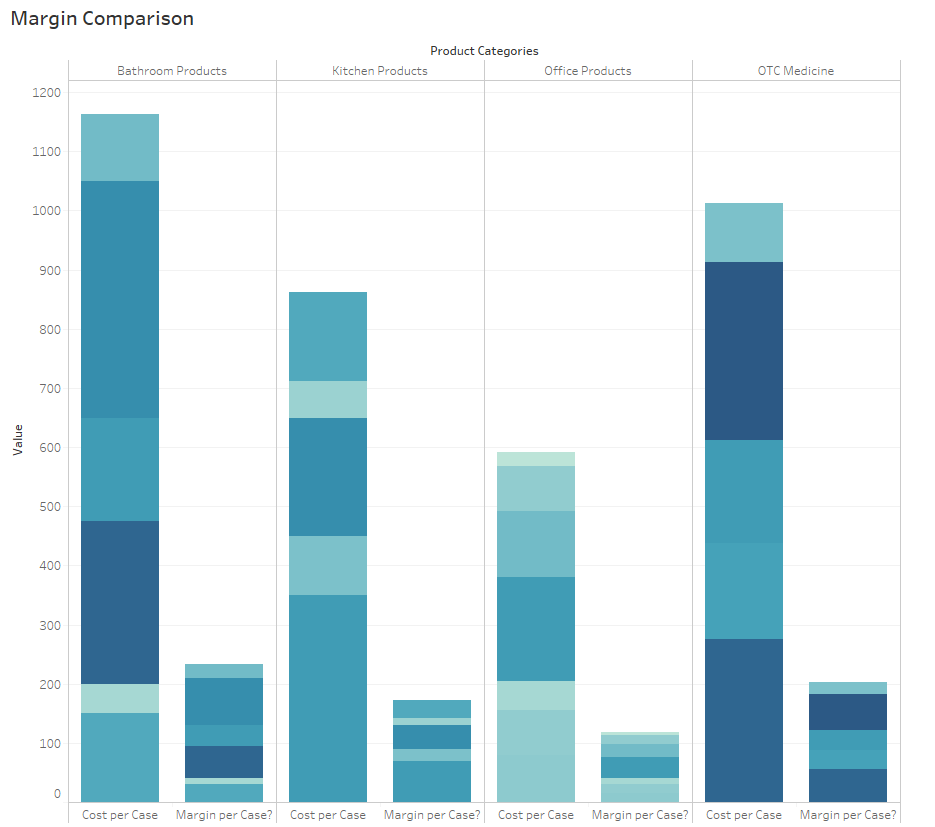 Margin Comparison
Product Categories
Bathroom Products Kitchen Products Office Products OTC Medicine
1200
1100
1000
900
800
700
600
500
400
300
200
100
0
Value
Cost per Case Margin per Case? Cost per Case Margin per Case? Cost per Case Margin per Case? Cost per Case Margin per Case?